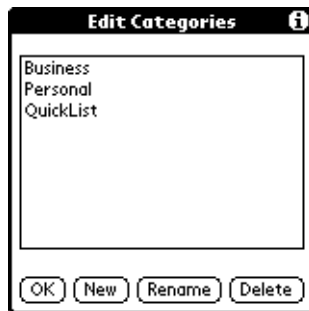 Edit Categories i
Business
Personal
QuickList
OK New Rename Delete